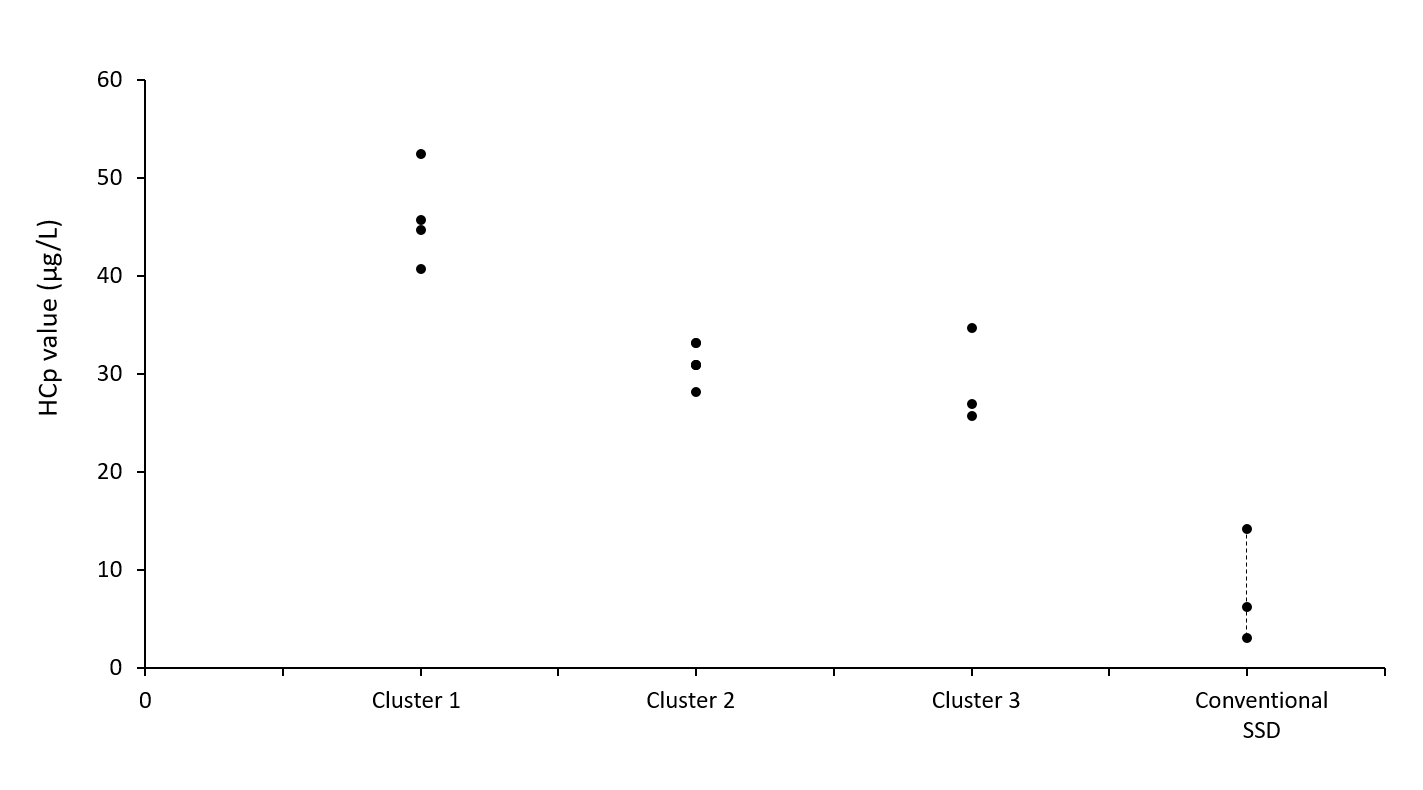 60
50
40
30
20
10
0
HCp value (µg/L)
0
Cluster 1
Cluster 2
Cluster 3
Conventional
SSD